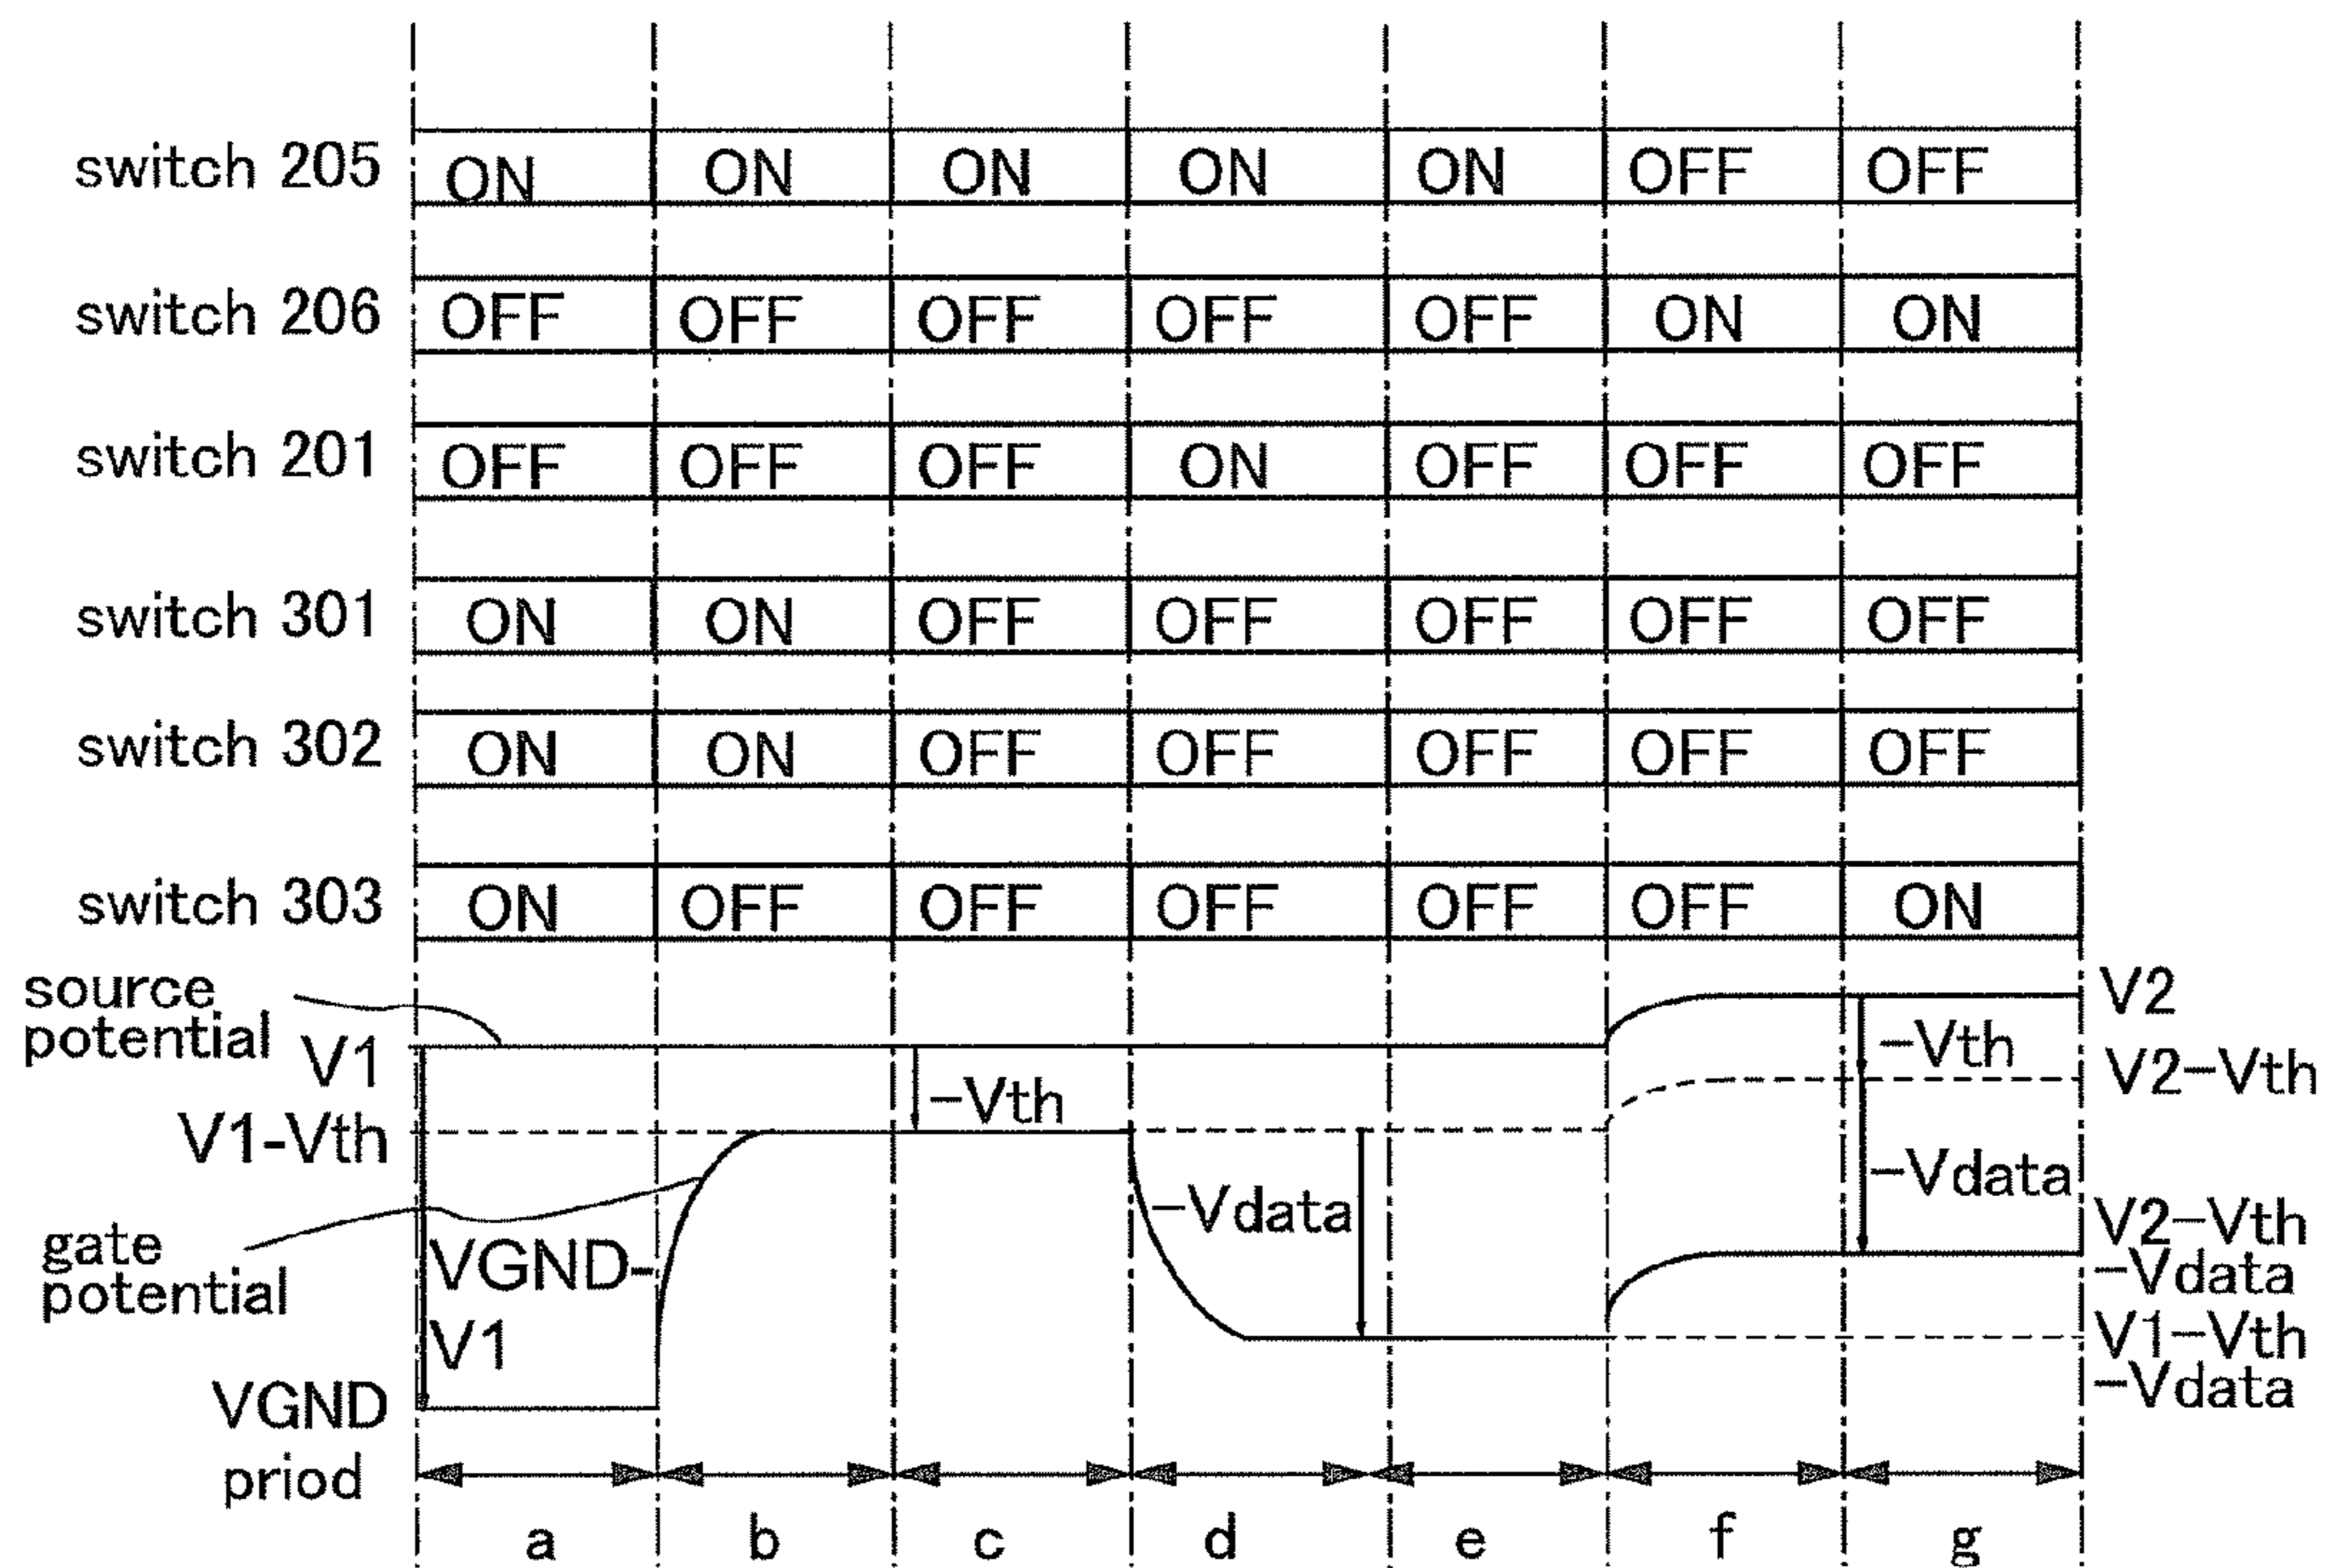 switch 205 ON ON ON ON ON OFF OFF
switch 206 OFF OFF OFF OFF OFF ON ON
switch 201 OFF OFF OFF ON OFF OFF OFF
switch 301 ON ON OFF OFF OFF OFF OFF
switch 302 ON ON OFF OFF OFF OFF OFF
switch 303 ON OFF OFF OFF OFF OFF ON
source
potential
V1
V1-Vth
gate
potential
VGND-
V1
VGND
-Vth
-Vdata
-Vth
-Vdata
V2
V2-Vth
V2-Vth
-Vdata
V1-Vth
-Vdata
priod
a b c d e f g